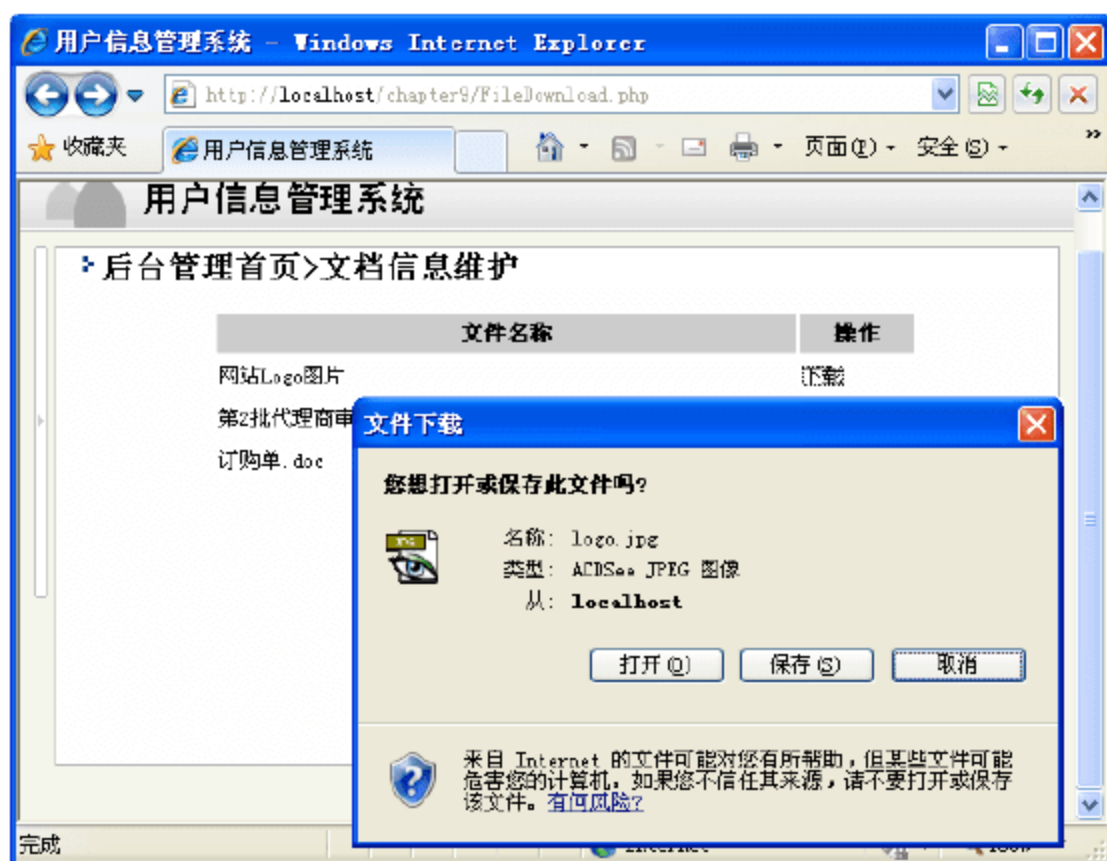 用户信息管理系统 - Windows Internet Explorer
http://localhost/chapter9/FileDownload.php
收藏夹 用户信息管理系统 页面(P) 安全(S) »
用户信息管理系统
后台管理首页>文档信息维护
文件名称 操作
网站Logo图片 下载
第2批代理商审
订购单.doc
文件下载
您想打开或保存此文件吗?
名称: logo.jpg
类型: ACDSee JPEG 图像
从: localhost
打开(O) 保存(S) 取消
来自 Internet 的文件可能对您有所帮助，但某些文件可能
危害您的计算机。如果您不信任其来源，请不要打开或保存
该文件。有何风险?
完成